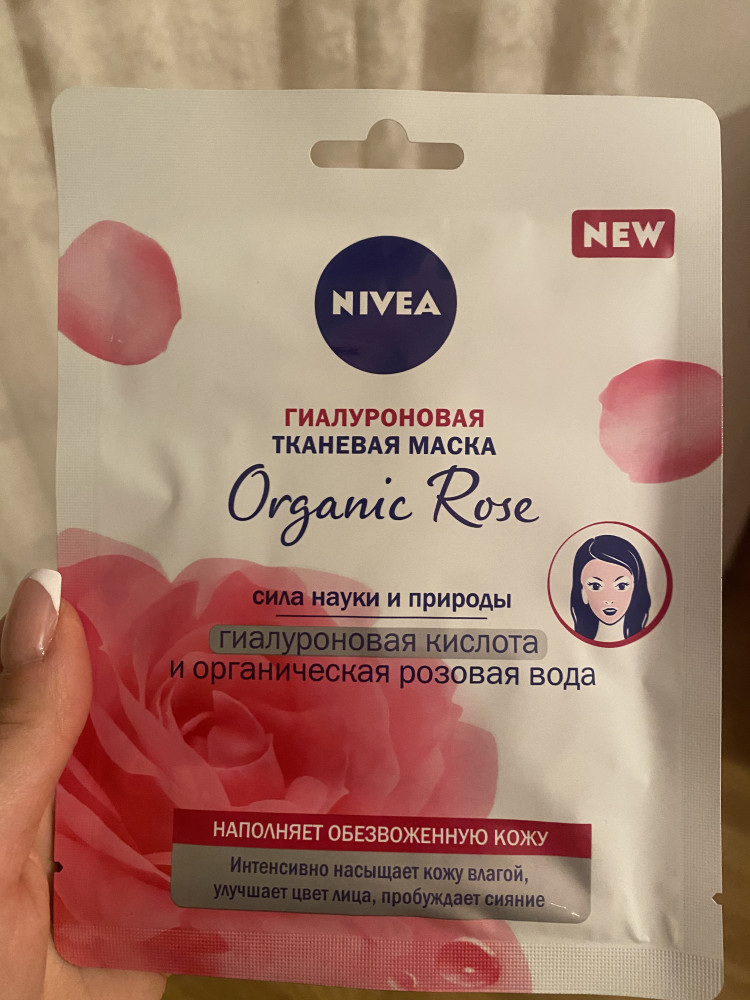 NEW
NIVEA
ГИАЛУРОНОВАЯ
ТКАНЕВАЯ МАСКА
Organic Rose
сила науки и природы
гиалуроновая кислота
и органическая розовая вода
НАПОЛНЯЕТ ОБЕЗВОЖЕННУЮ КОЖУ
Интенсивно насыщает кожу влагой,
улучшает цвет лица, пробуждает сияние